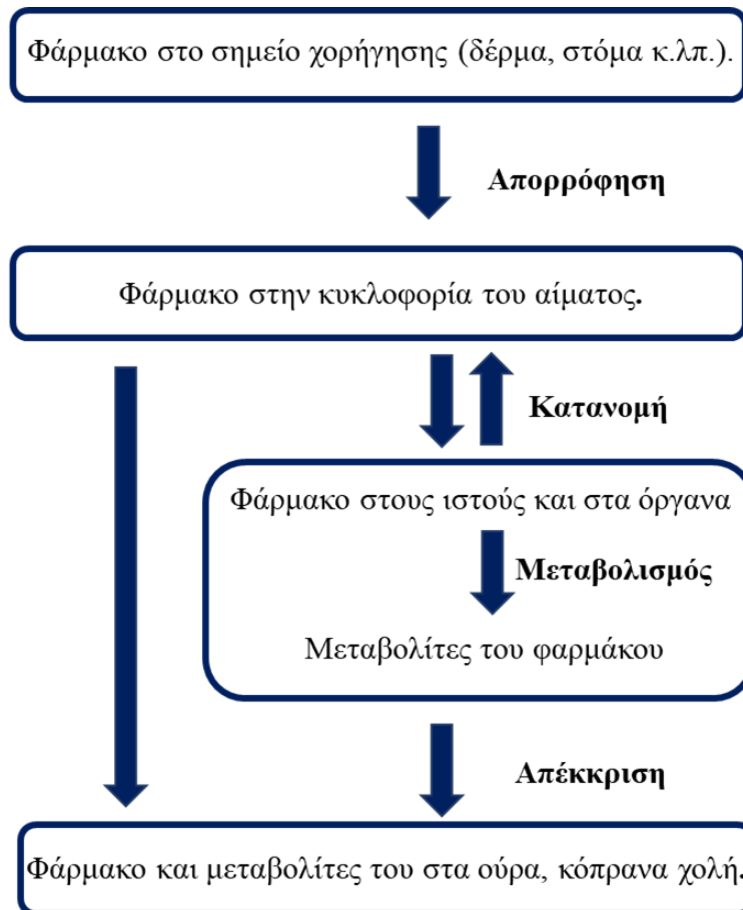 Φάρμακο στο σημείο χορήγησης (δέρμα, στόμα κ.λπ.).
Απορρόφηση
Φάρμακο στην κυκλοφορία του αίματος.
Κατανομή
Φάρμακο στους ιστούς και στα όργανα
Μεταβολισμός
Μεταβολίτες του φαρμάκου
Απέκκριση
Φάρμακο και μεταβολίτες του στα ούρα, κόπρανα χολή.